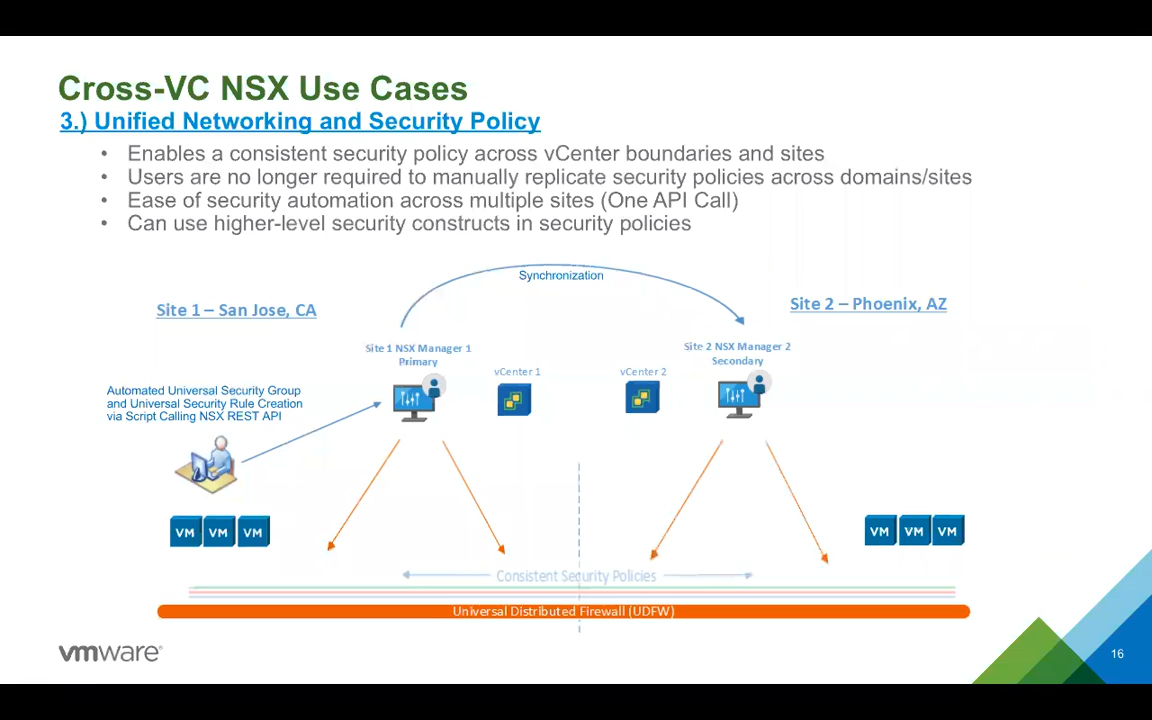 Cross-VC NSX Use Cases
3.) Unified Networking and Security Policy
• Enables a consistent security policy across vCenter boundaries and sites
• Users are no longer required to manually replicate security policies across domains/sites
• Ease of security automation across multiple sites (One API Call)
• Can use higher-level security constructs in security policies
Synchronization
Site 1 – San Jose, CA
Site 2 – Phoenix, AZ
Site 1 NSX Manager 1
Primary
vCenter 1
vCenter 2
Site 2 NSX Manager 2
Secondary
Automated Universal Security Group
and Universal Security Rule Creation
via Script Calling NSX REST API
VM VM VM
VM VM VM
Consistent Security Policies
Universal Distributed Firewall (UDFW)
vmware®
16